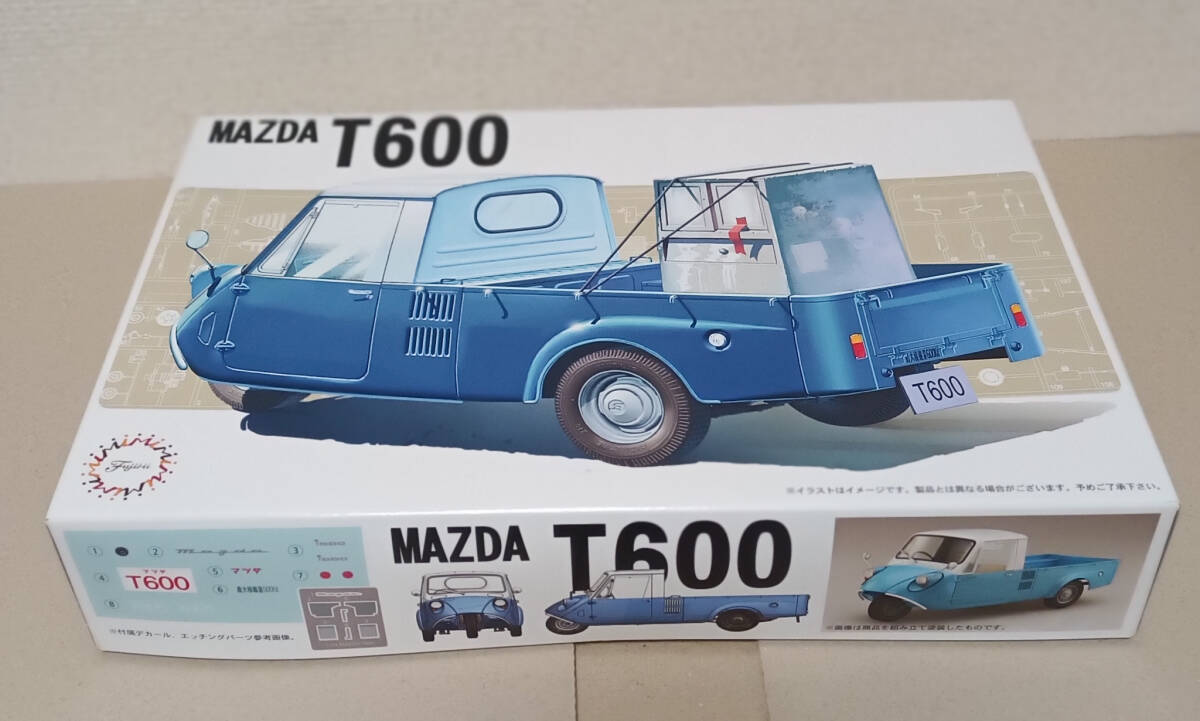 MAZDA T600
T600
Fujimi
※イラストはイメージです。製品とは異なる場合がございます。予めご了承下さい。
MAZDA T600
① ② mazda ③
④ マツダ T600 ⑤ マツダ ⑥ ⑦
⑧
※付属デカール、エッチングパーツ参考画像。
※画像は商品を組み立て塗装したものです。